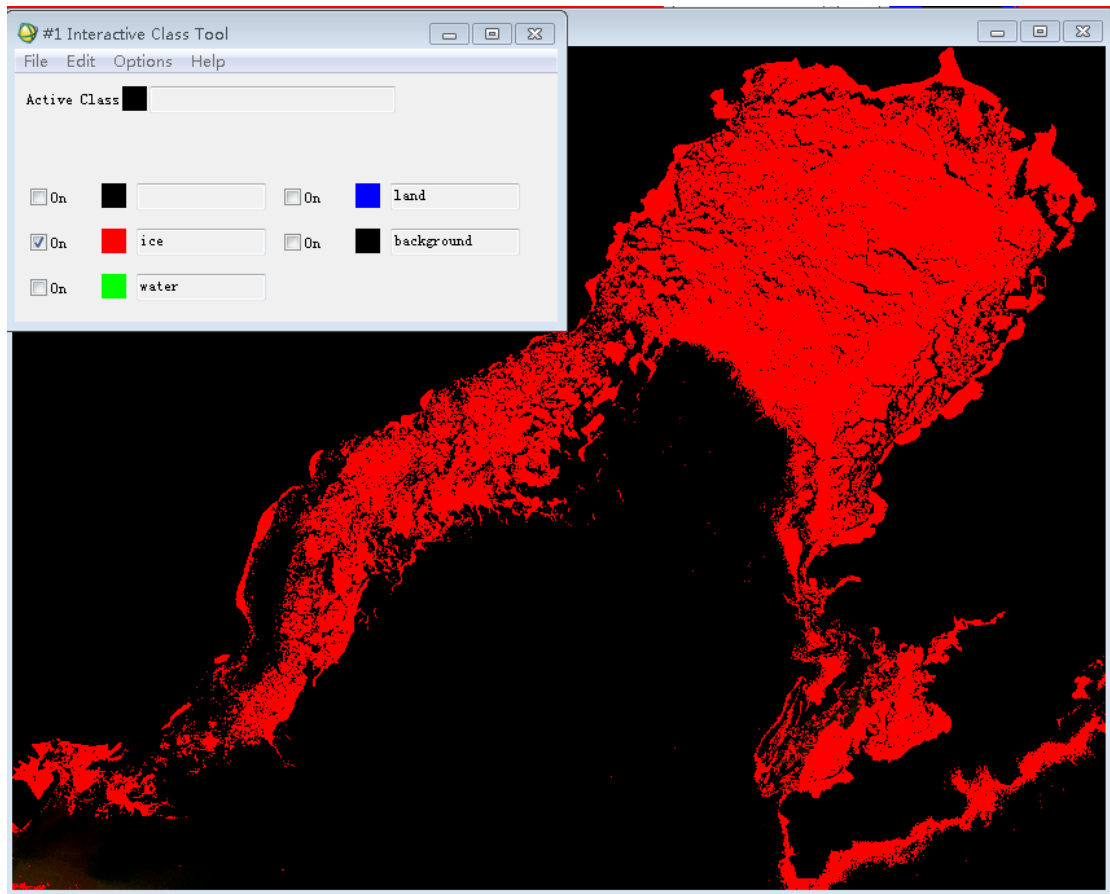 #1 Interactive Class Tool
File Edit Options Help
Active Class
On
On land
On ice
On background
On water